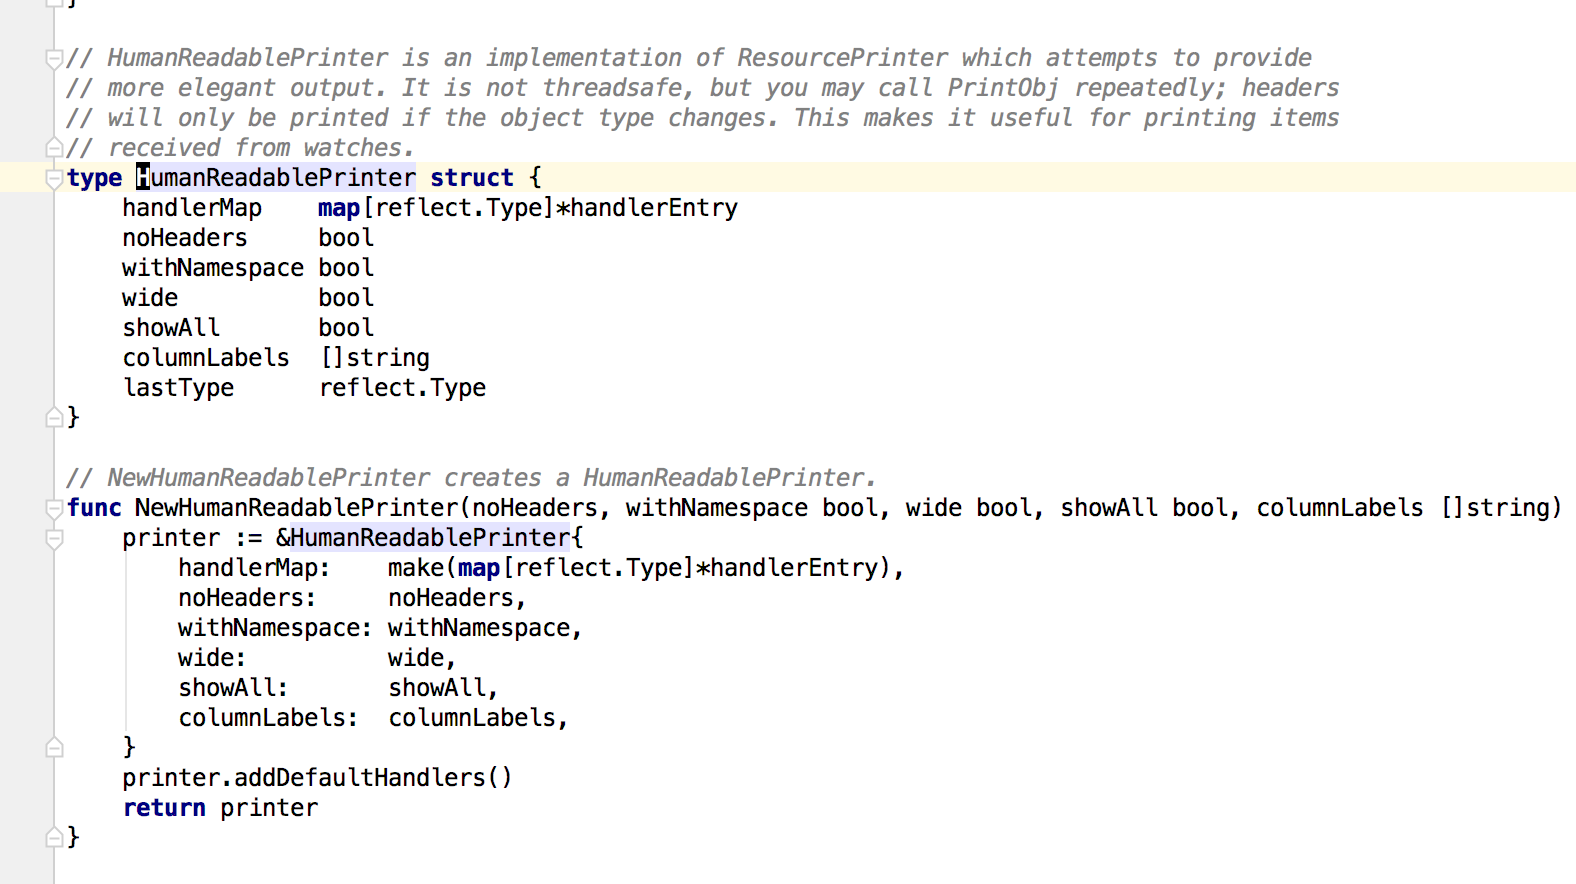 }
// HumanReadablePrinter is an implementation of ResourcePrinter which attempts to provide
// more elegant output. It is not threadsafe, but you may call PrintObj repeatedly; headers
// will only be printed if the object type changes. This makes it useful for printing items
// received from watches.
type HumanReadablePrinter struct {
    handlerMap    map[reflect.Type]*handlerEntry
    noHeaders     bool
    withNamespace bool
    wide          bool
    showAll       bool
    columnLabels  []string
    lastType      reflect.Type
}

// NewHumanReadablePrinter creates a HumanReadablePrinter.
func NewHumanReadablePrinter(noHeaders, withNamespace bool, wide bool, showAll bool, columnLabels []string)
    printer := &HumanReadablePrinter{
        handlerMap:    make(map[reflect.Type]*handlerEntry),
        noHeaders:     noHeaders,
        withNamespace: withNamespace,
        wide:          wide,
        showAll:       showAll,
        columnLabels:  columnLabels,
    }
    printer.addDefaultHandlers()
    return printer
}